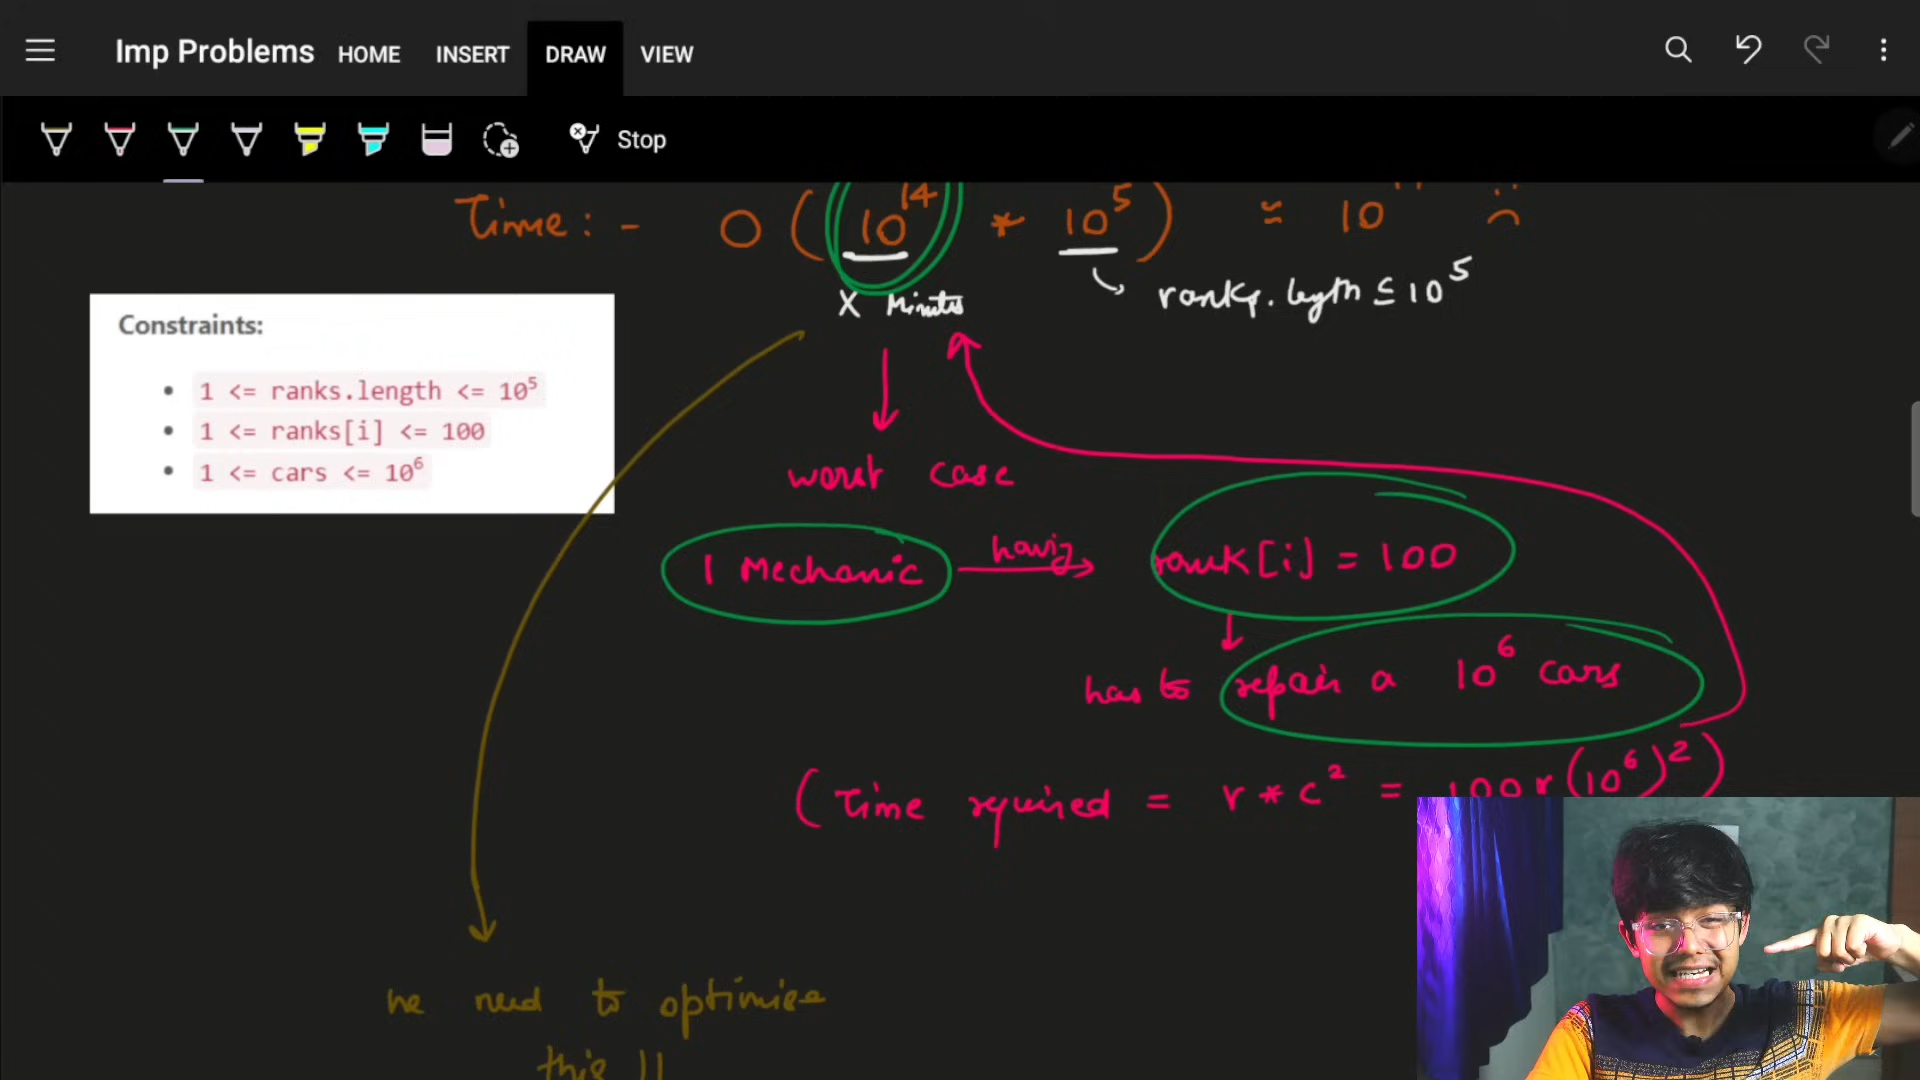 Imp Problems HOME INSERT DRAW VIEW
Stop
Time: - O ( 10^14 * 10^5 ) ≈ 10
X Minutes
ranks. length ≤ 10^5
Constraints:
• 1 <= ranks.length <= 10^5
• 1 <= ranks[i] <= 100
• 1 <= cars <= 10^6
worst case
1 Mechanic having rank[i] = 100
has to repair a 10^6 cars
( Time required = r * c^2 = 100 * (10^6)^2 )
we need to optimise
this !!